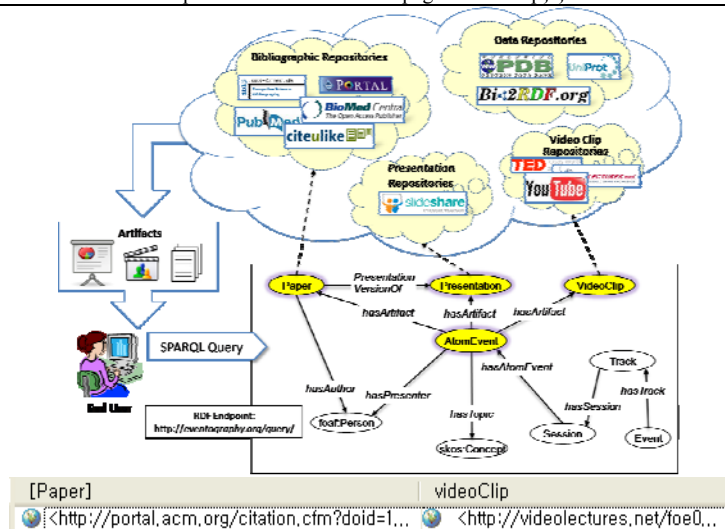 Bibliographic Repositories
PORTAL
BioMed Central
The Open Access Publisher
PubMed
citeulike
Data Repositories
PDB
UniProt
Bio2RDF.org
Video Clip
Repositories
TED
YouTube
Presentation
Repositories
slideshare
Artifacts
Paper
Presentation
VersionOf
Presentation
VideoClip
hasArtifact
hasArtifact
hasArtifact
AtomEvent
SPARQL Query
End User
RDF Endpoint:
http://eventography.org/query/
hasAuthor
hasPresenter
hasTopic
hasAtomEvent
Track
hasTrack
hasSession
foaf:Person
skos:Concept
Session
Event
[Paper]
videoClip
<http://portal,acm,org/citation,cfm?doid=1,,,
<http://videolectures,net/foe0,,,